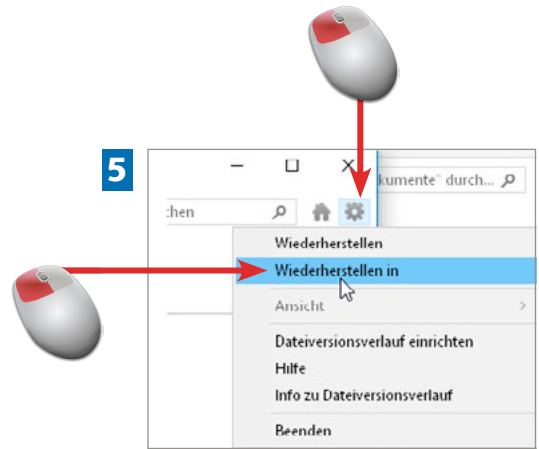 5
kumente" durch...
chen
Wiederherstellen
Wiederherstellen in
Ansicht
Dateiversionsverlauf einrichten
Hilfe
Info zu Dateiversionsverlauf
Beenden